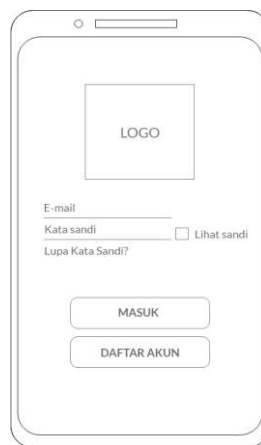 LOGO
E-mail
Kata sandi
Lihat sandi
Lupa Kata Sandi?
MASUK
DAFTAR AKUN